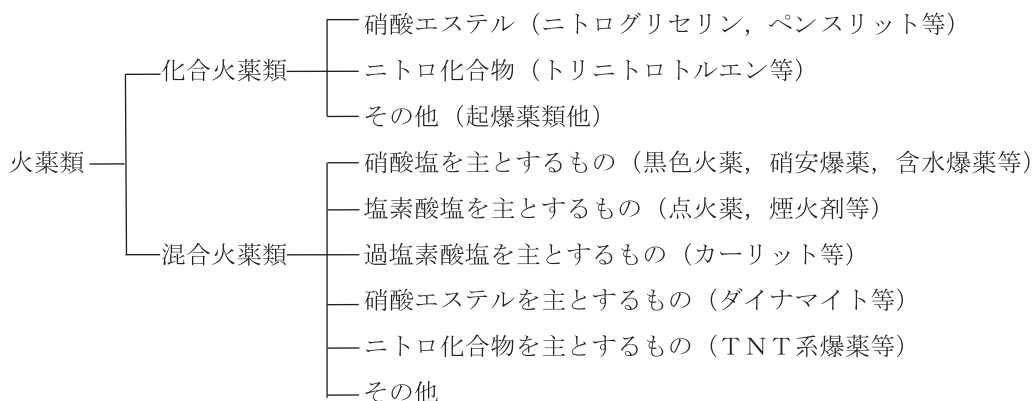 硝酸エステル（ニトログリセリン，ペンスリット等）
化合火薬類
ニトロ化合物（トリニトロトルエン等）
その他（起爆薬類他）
火薬類
硝酸塩を主とするもの（黒色火薬，硝安爆薬，含水爆薬等）
塩素酸塩を主とするもの（点火薬，煙火剤等）
混合火薬類
過塩素酸塩を主とするもの（カーリット等）
硝酸エステルを主とするもの（ダイナマイト等）
ニトロ化合物を主とするもの（ＴＮＴ系爆薬等）
その他